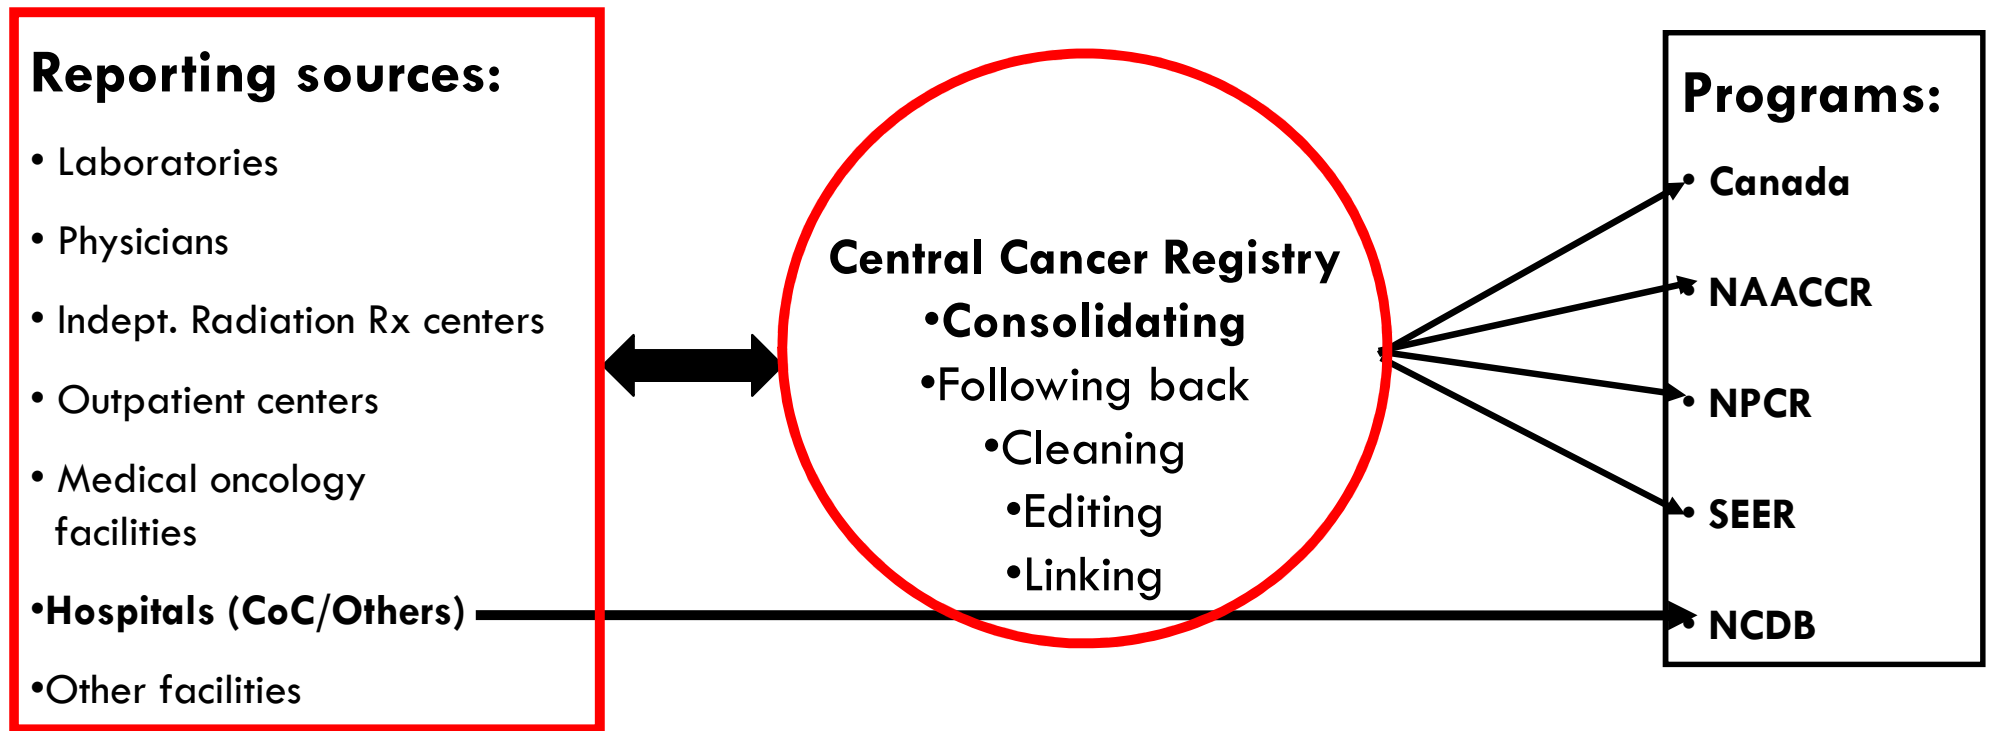 Reporting sources:
• Laboratories
• Physicians
• Indept. Radiation Rx centers
• Outpatient centers
• Medical oncology
facilities
•Hospitals (CoC/Others)
•Other facilities
Central Cancer Registry
•Consolidating
•Following back
•Cleaning
•Editing
•Linking
Programs:
• Canada
• NAACCR
• NPCR
• SEER
• NCDB